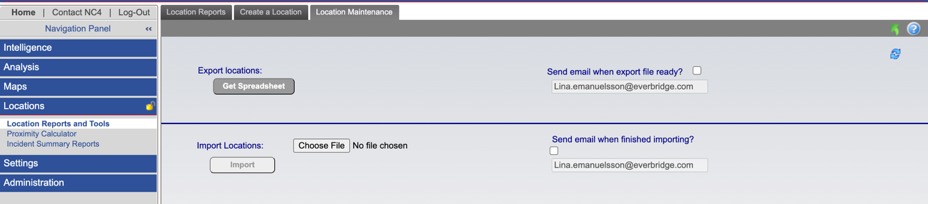 Home | Contact NC4 | Log-Out
Navigation Panel «
Intelligence
Analysis
Maps
Locations
Location Reports and Tools
Proximity Calculator
Incident Summary Reports
Settings
Administration
Location Reports Create a Location Location Maintenance
?
Export locations:
Get Spreadsheet
Send email when export file ready?
Lina.emanuelsson@everbridge.com
Import Locations: Choose File No file chosen
Import
Send email when finished importing?
Lina.emanuelsson@everbridge.com